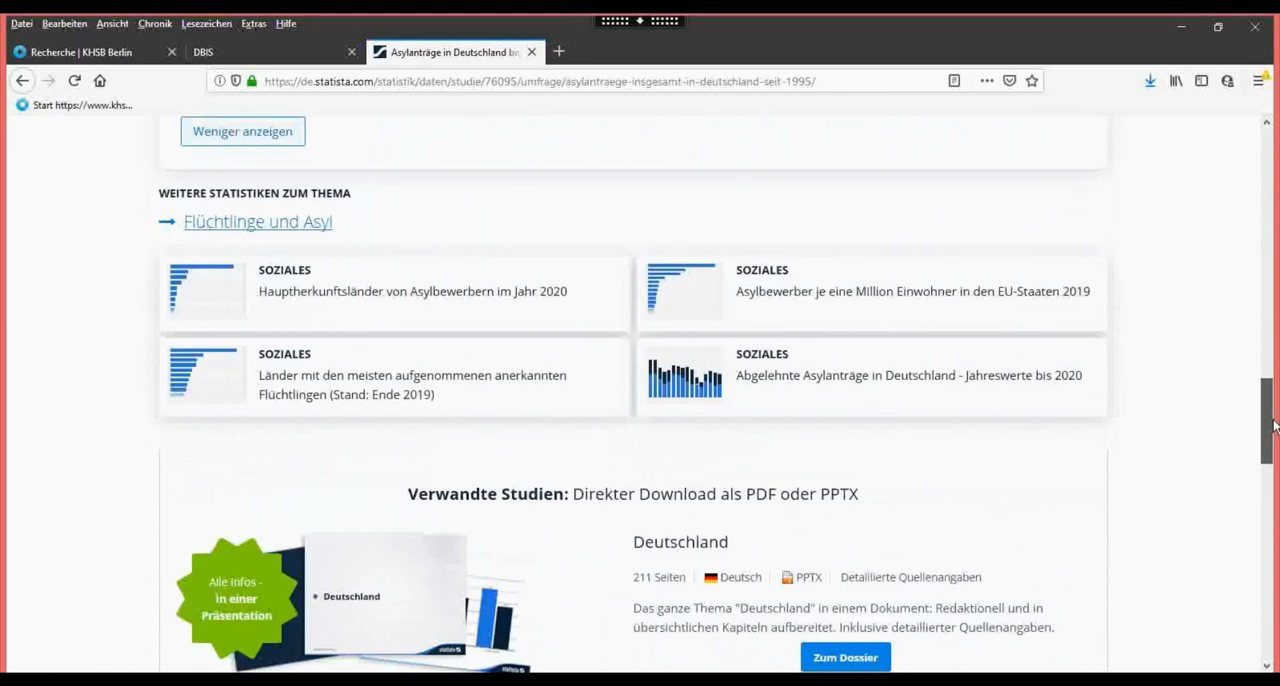 Datei Bearbeiten Ansicht Chronik Lesezeichen Extras Hilfe
Recherche | KHSB Berlin
DBIS
Asylanträge in Deutschland b
https://de.statista.com/statistik/daten/studie/76095/umfrage/asylantraege-insgesamt-in-deutschland-seit-1995/
Start https://www.khs...
Weniger anzeigen
WEITERE STATISTIKEN ZUM THEMA
Flüchtlinge und Asyl
SOZIALES
Hauptherkunftsländer von Asylbewerbern im Jahr 2020
SOZIALES
Asylbewerber je eine Million Einwohner in den EU-Staaten 2019
SOZIALES
Länder mit den meisten aufgenommenen anerkannten
Flüchtlingen (Stand: Ende 2019)
SOZIALES
Abgelehnte Asylanträge in Deutschland - Jahreswerte bis 2020
Verwandte Studien: Direkter Download als PDF oder PPTX
Alle Infos -
in einer
Präsentation
Deutschland
statista
statista
Deutschland
211 Seiten Deutsch PPTX Detaillierte Quellenangaben
Das ganze Thema "Deutschland" in einem Dokument: Redaktionell und in
übersichtlichen Kapiteln aufbereitet. Inklusive detaillierter Quellenangaben.
Zum Dossier